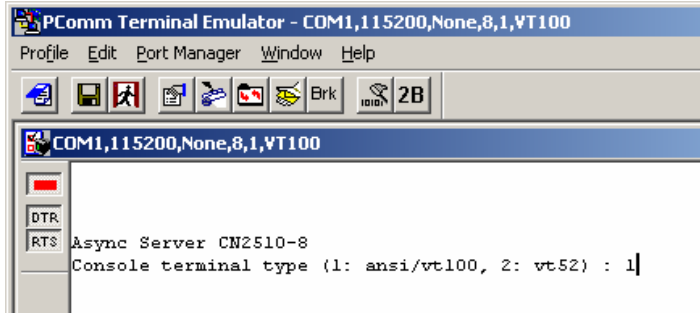 PComm Terminal Emulator - COM1,115200,None,8,1,VT100
Profile Edit Port Manager Window Help
Brk 2B
COM1,115200,None,8,1,VT100
DTR
RTS
Async Server CN2510-8
Console terminal type (1: ansi/vt100, 2: vt52) : 1